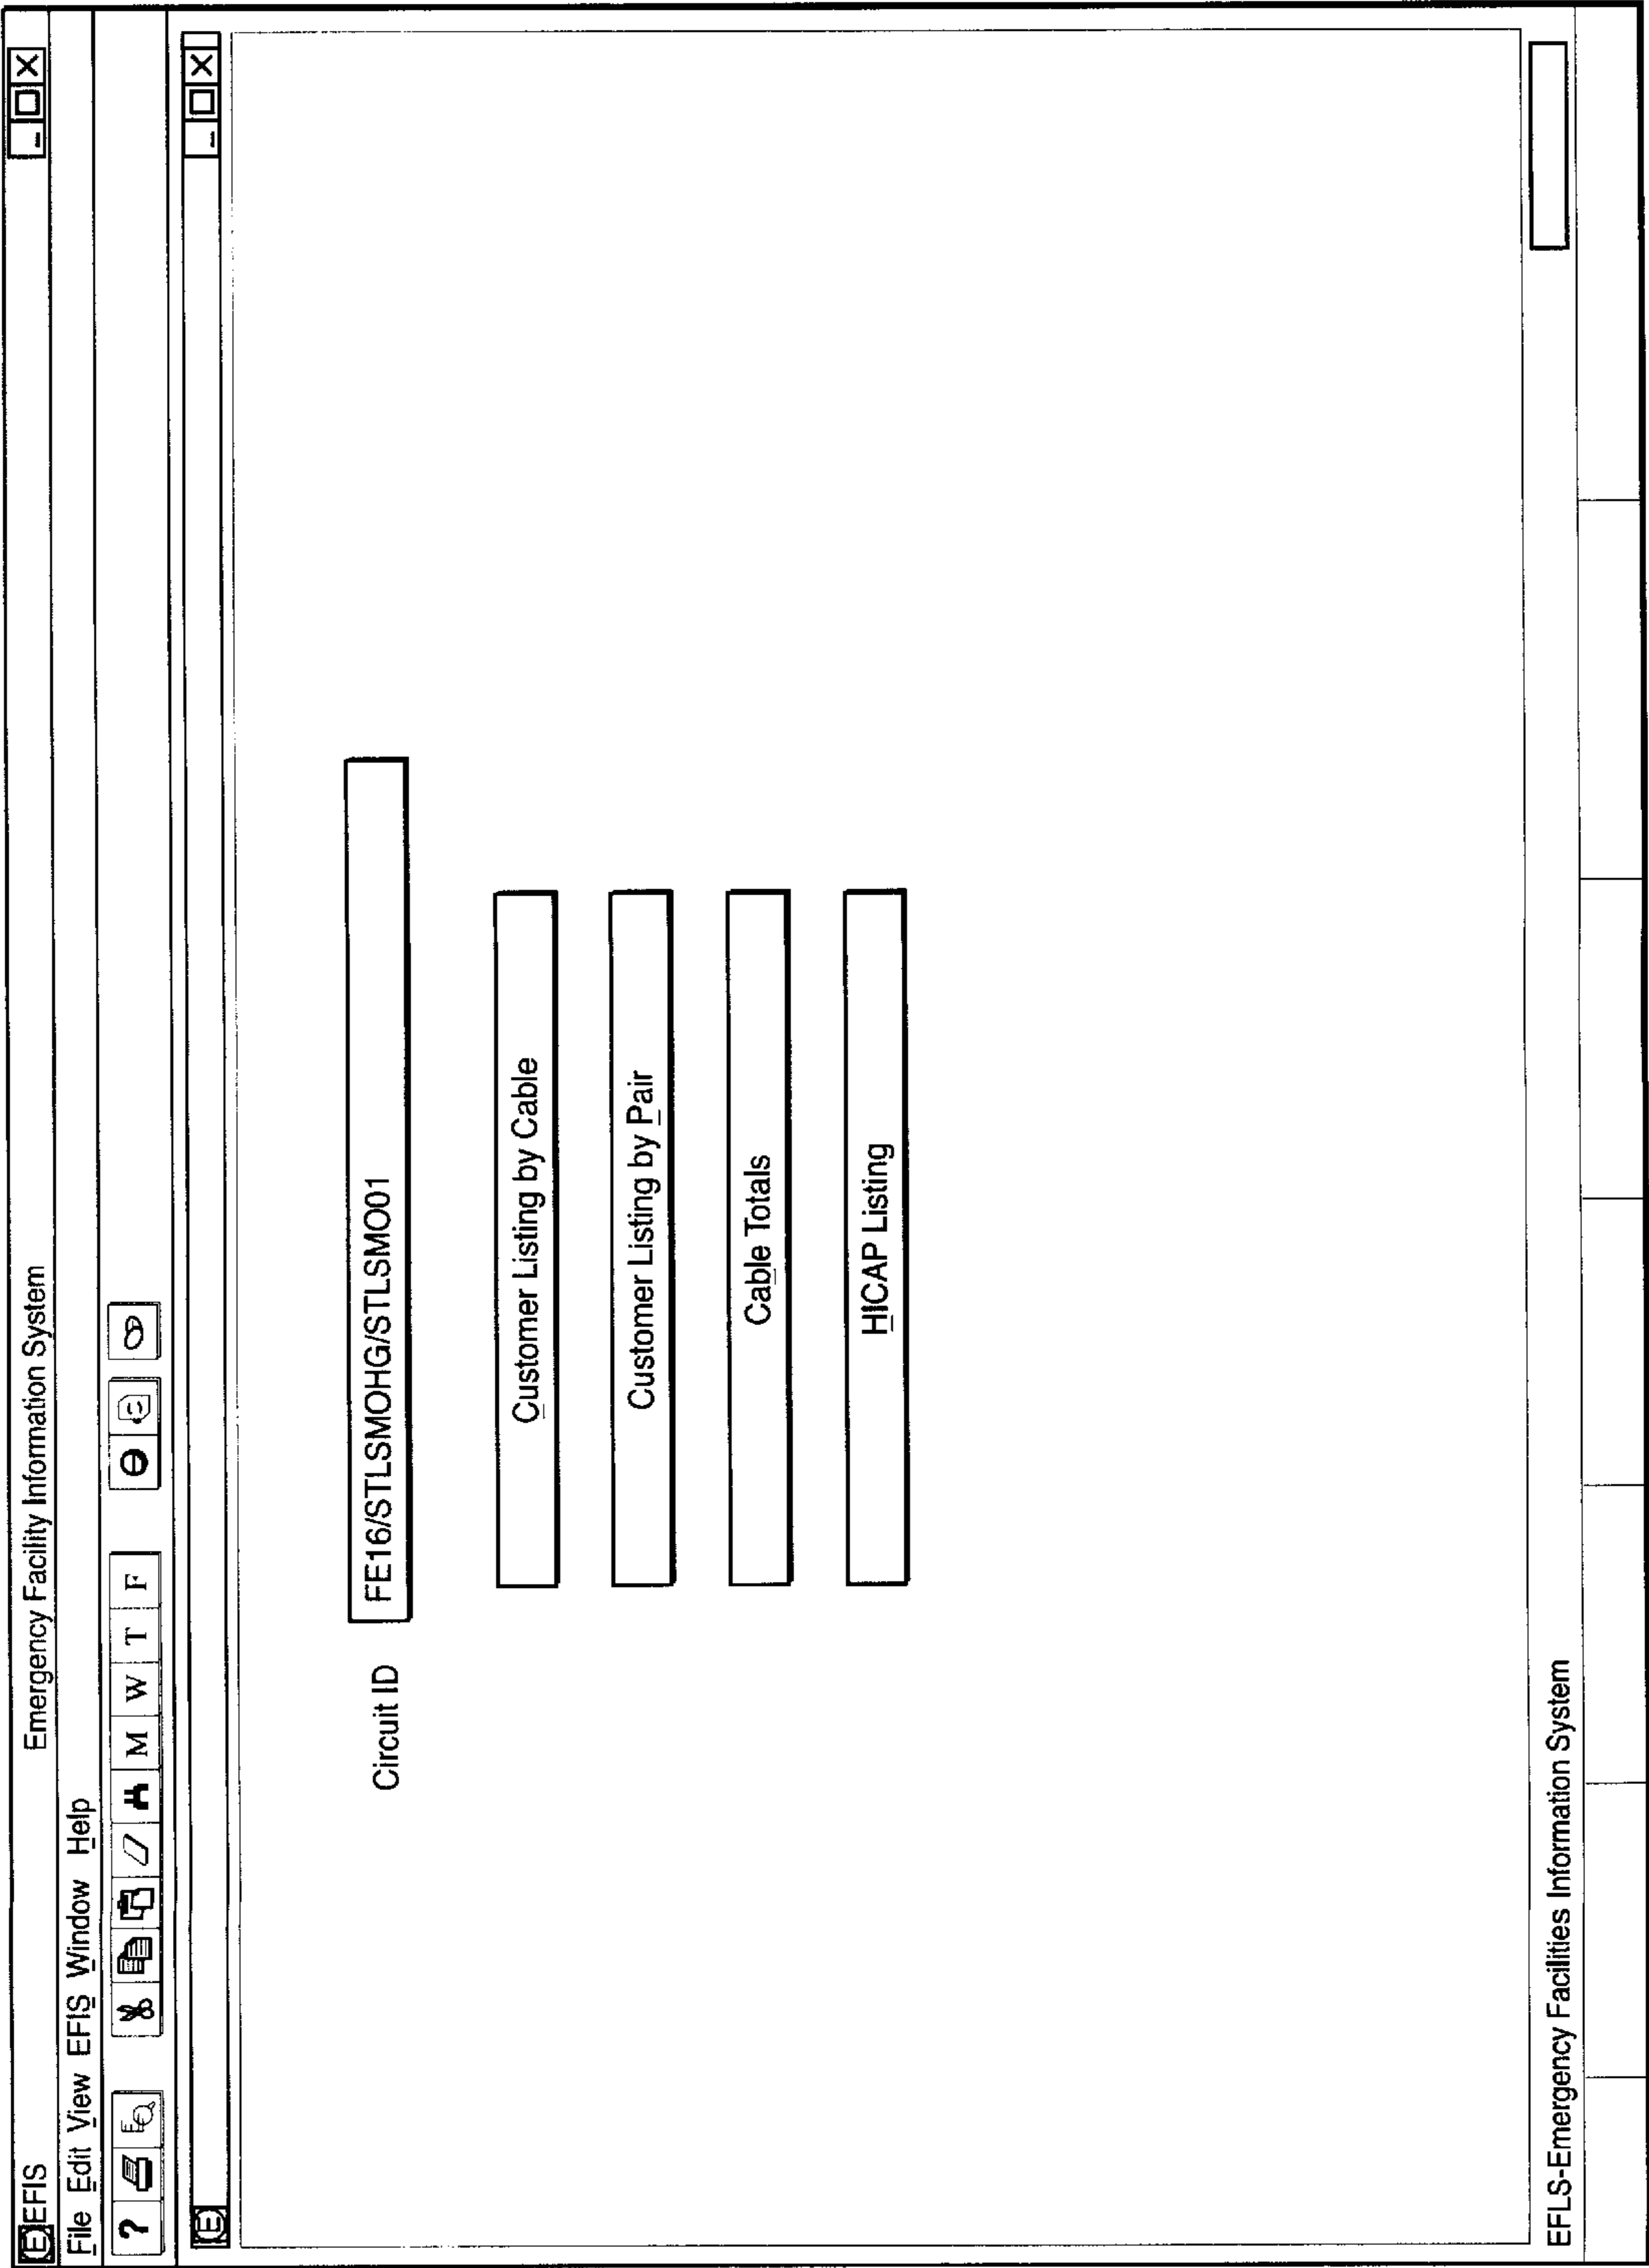 EFIS Emergency Facility Information System
File Edit View EFIS Window Help
? M W T F
Circuit ID FE16/STLSMOHG/STLSMO01
Customer Listing by Cable
Customer Listing by Pair
Cable Totals
HICAP Listing
EFLS-Emergency Facilities Information System